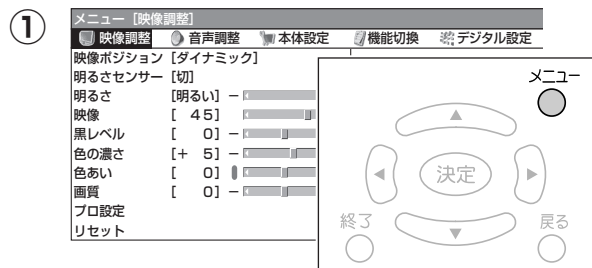 ①
メニュー [映像調整]
映像調整 音声調整 本体設定 機能切換 デジタル設定
映像ポジション [ダイナミック]
明るさセンサー [切]
明るさ [明るい] −
映像 [ 45]
黒レベル [ 0] −
色の濃さ [+ 5] −
色あい [ 0]
画質 [ 0] −
プロ設定
リセット
メニュー
決定
終了 戻る